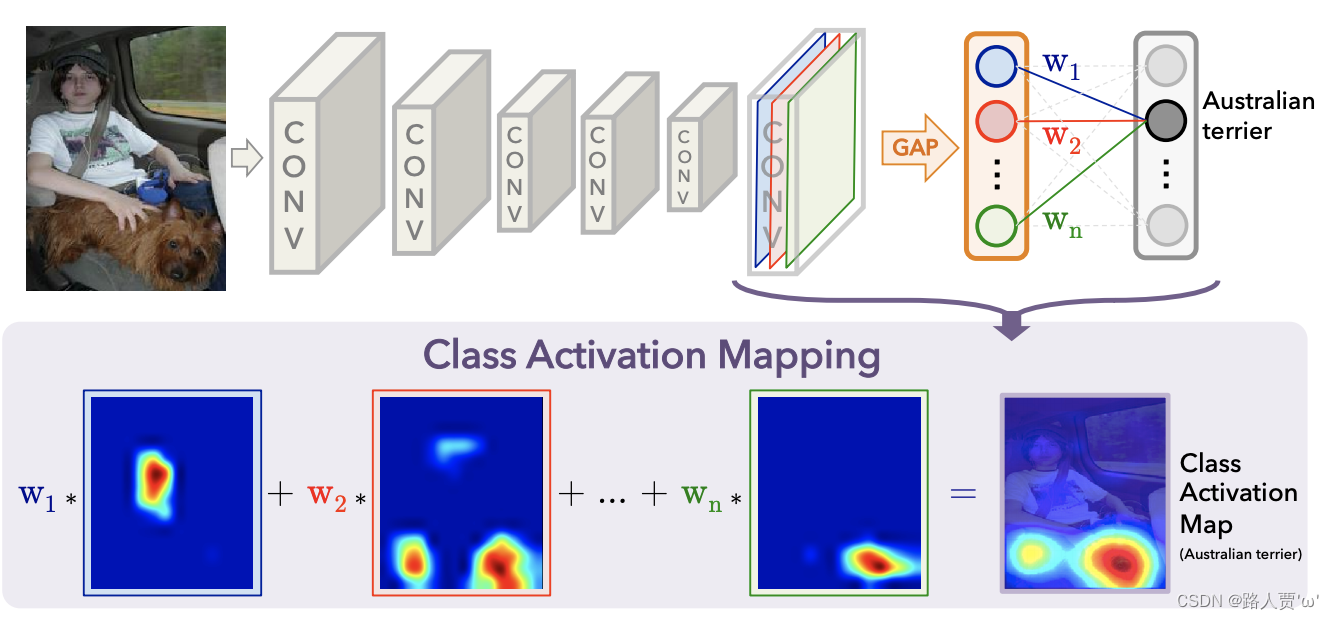 CONV
CONV
CONV
CONV
CONV
CONV
GAP
w1
w2
⋮
wn
⋮
Australian
terrier
Class Activation Mapping
w1 * + w2 * + ... + wn * =
Class
Activation
Map
(Australian terrier)
CSDN @路人贾'ω'